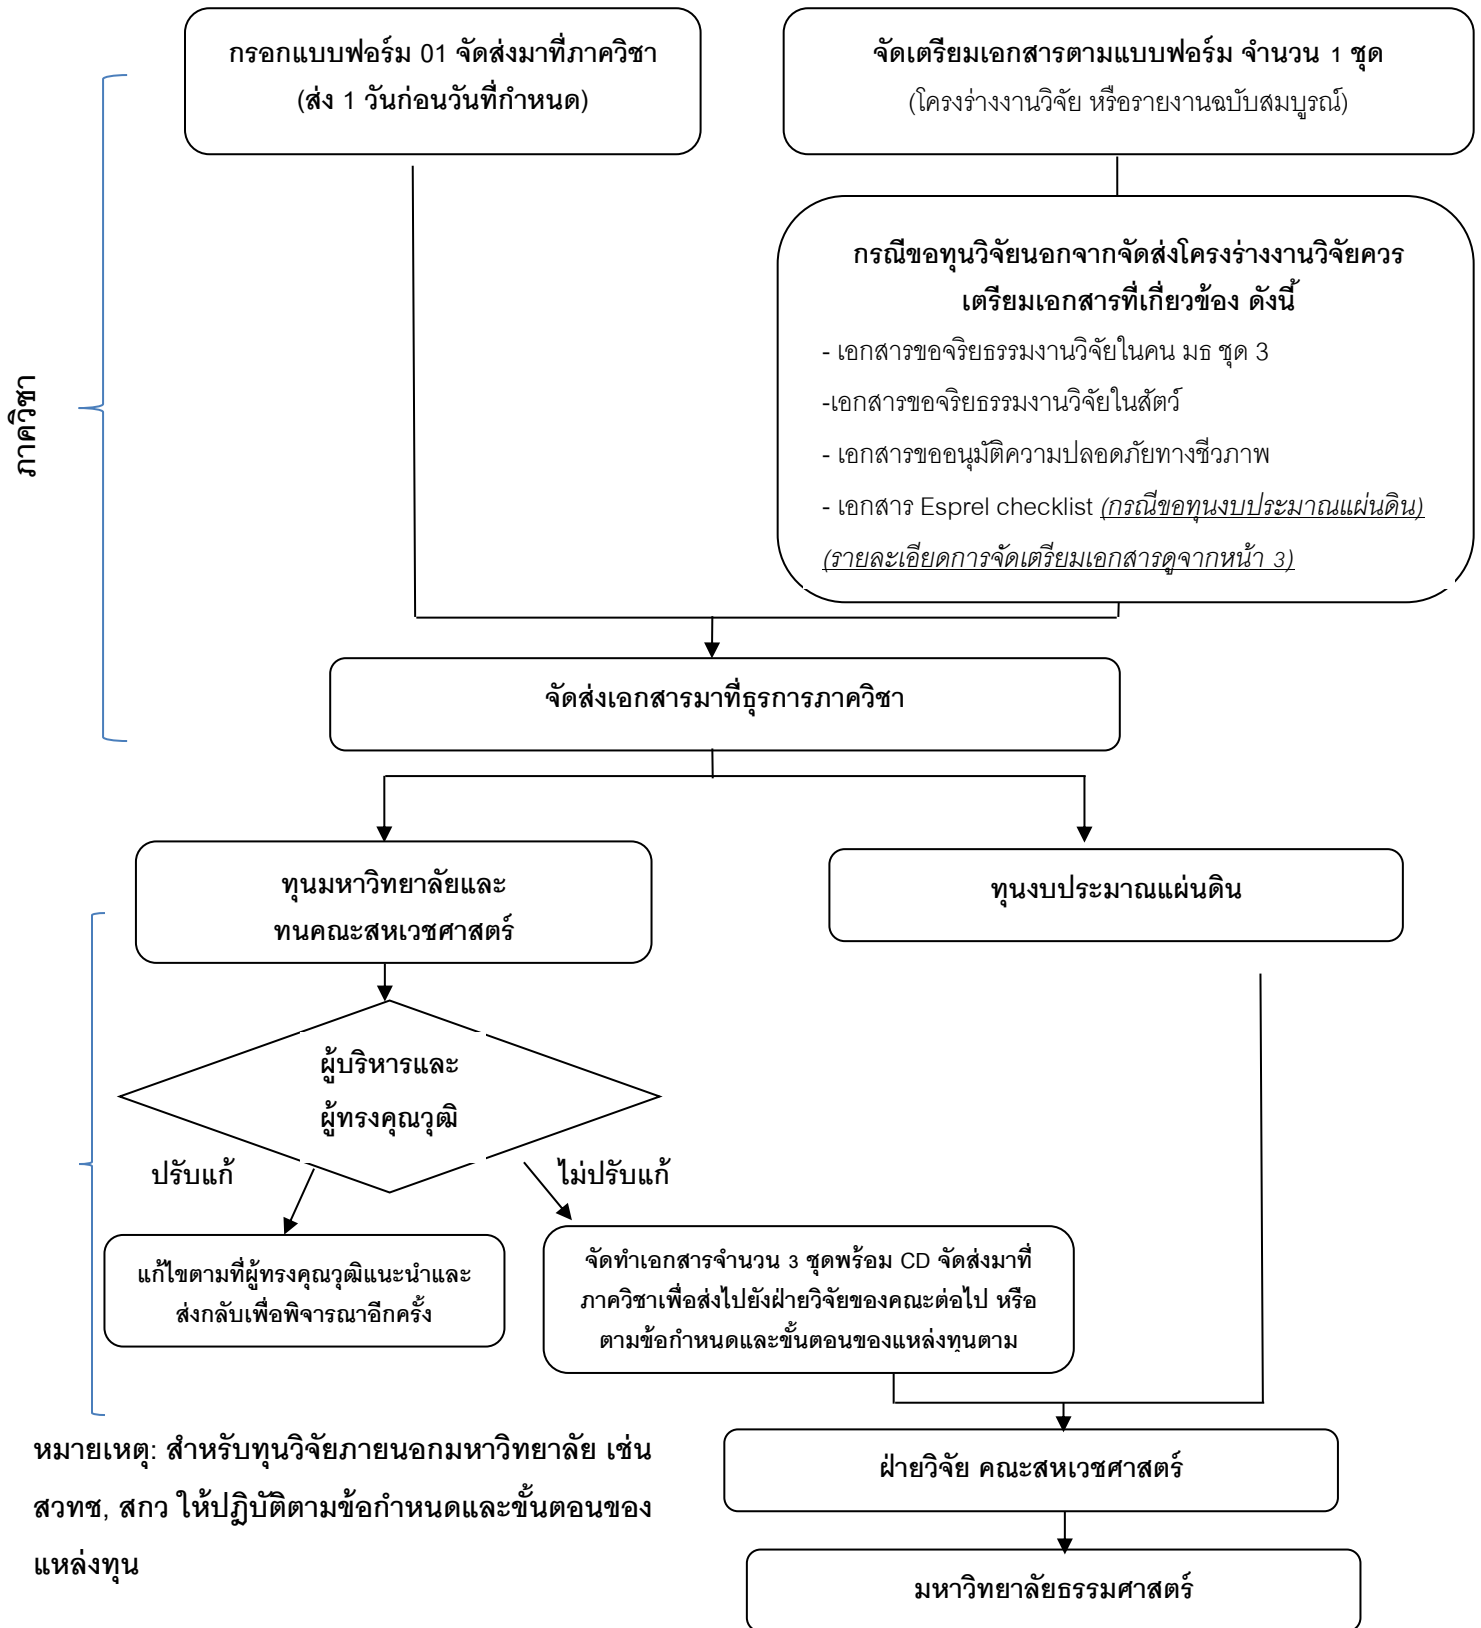 กรอกแบบฟอร์ม 01 จัดส่งมาที่ภาควิชา
(ส่ง 1 วันก่อนวันที่กำหนด)
จัดเตรียมเอกสารตามแบบฟอร์ม จำนวน 1 ชุด
(โครงร่างงานวิจัย หรือรายงานฉบับสมบูรณ์)
กรณีขอทุนวิจัยนอกจากจัดส่งโครงร่างงานวิจัยควร
เตรียมเอกสารที่เกี่ยวข้อง ดังนี้
- เอกสารขอจริยธรรมงานวิจัยในคน มธ ชุด 3
-เอกสารขอจริยธรรมงานวิจัยในสัตว์
- เอกสารขออนุมัติความปลอดภัยทางชีวภาพ
- เอกสาร Esprel checklist (กรณีขอทุนงบประมาณแผ่นดิน)
(รายละเอียดการจัดเตรียมเอกสารดูจากหน้า 3)
ภาควิชา
จัดส่งเอกสารมาที่ธุรการภาควิชา
ทุนมหาวิทยาลัยและ
ทนคณะสหเวชศาสตร์
ทุนงบประมาณแผ่นดิน
ผู้บริหารและ
ผู้ทรงคุณวุฒิ
ปรับแก้
ไม่ปรับแก้
แก้ไขตามที่ผู้ทรงคุณวุฒิแนะนำและ
ส่งกลับเพื่อพิจารณาอีกครั้ง
จัดทำเอกสารจำนวน 3 ชุดพร้อม CD จัดส่งมาที่
ภาควิชาเพื่อส่งไปยังฝ่ายวิจัยของคณะต่อไป หรือ
ตามข้อกำหนดและขั้นตอนของแหล่งทุนตาม
หมายเหตุ: สำหรับทุนวิจัยภายนอกมหาวิทยาลัย เช่น
สวทช, สกว ให้ปฎิบัติตามข้อกำหนดและขั้นตอนของ
แหล่งทุน
ฝ่ายวิจัย คณะสหเวชศาสตร์
มหาวิทยาลัยธรรมศาสตร์